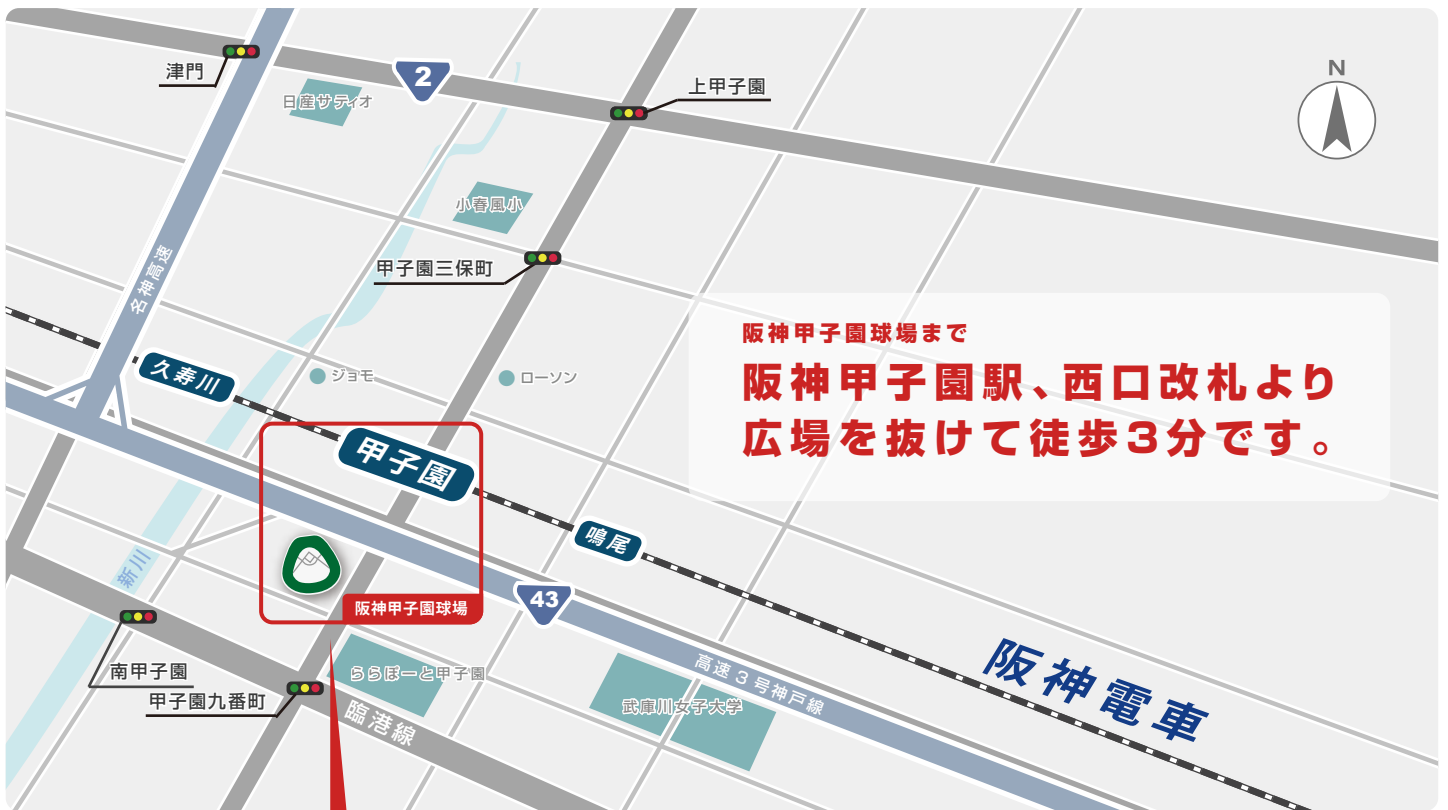 津門
日産サティオ
2
上甲子園
N
小春風小
甲子園三保町
名神高速
阪神甲子園球場まで
阪神甲子園駅、西口改札より
広場を抜けて徒歩3分です。
久寿川
ジョモ
ローソン
甲子園
鳴尾
新川
阪神甲子園球場
43
南甲子園
甲子園九番町
ららぽーと甲子園
臨港線
高速3号神戸線
武庫川女子大学
阪神電車